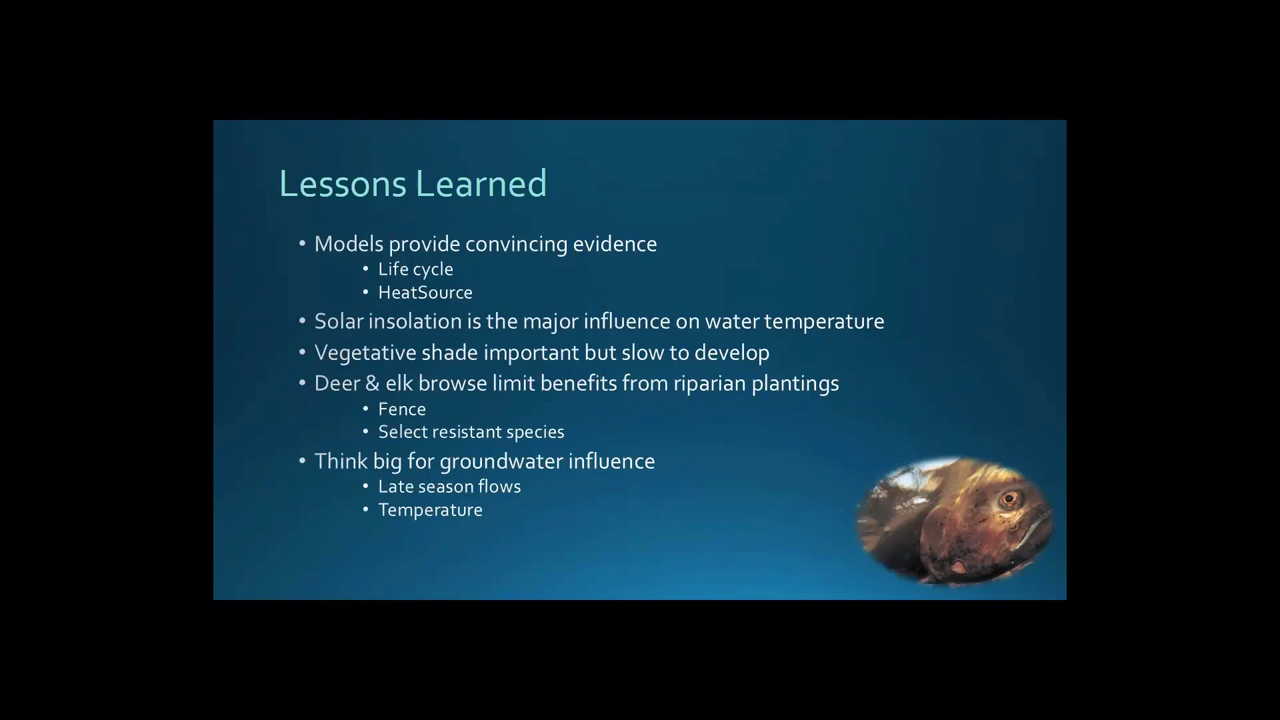 Lessons Learned
• Models provide convincing evidence
• Life cycle
• HeatSource
• Solar insolation is the major influence on water temperature
• Vegetative shade important but slow to develop
• Deer & elk browse limit benefits from riparian plantings
• Fence
• Select resistant species
• Think big for groundwater influence
• Late season flows
• Temperature